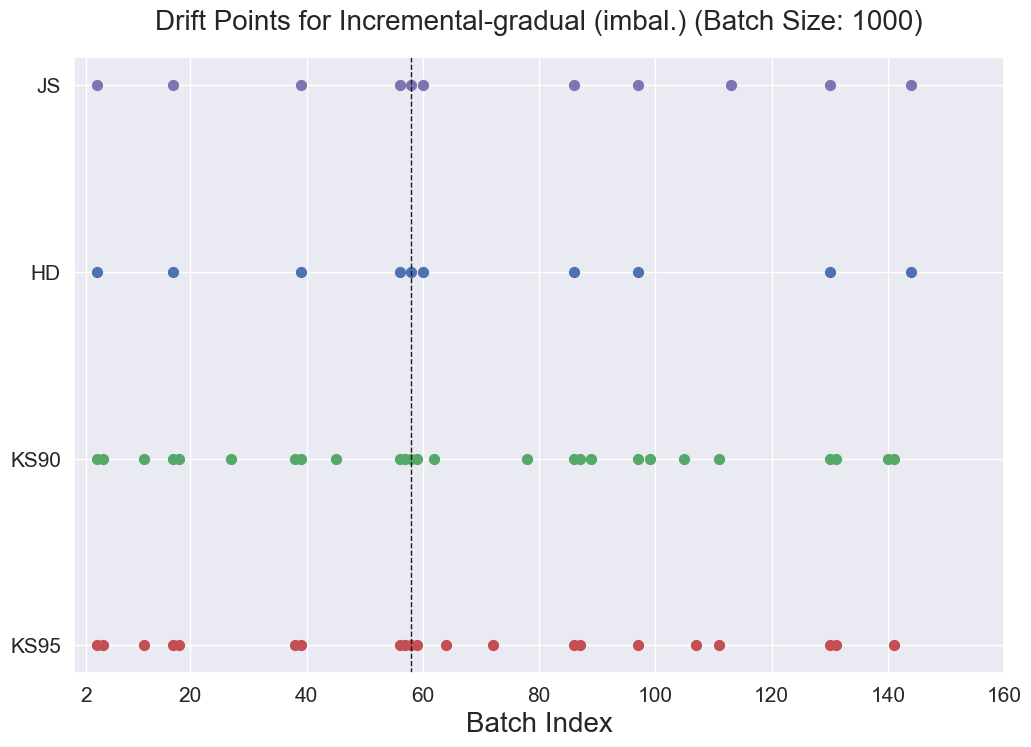 Drift Points for Incremental-gradual (imbal.) (Batch Size: 1000)
JS
HD
KS90
KS95
2 20 40 60 80 100 120 140 160
Batch Index